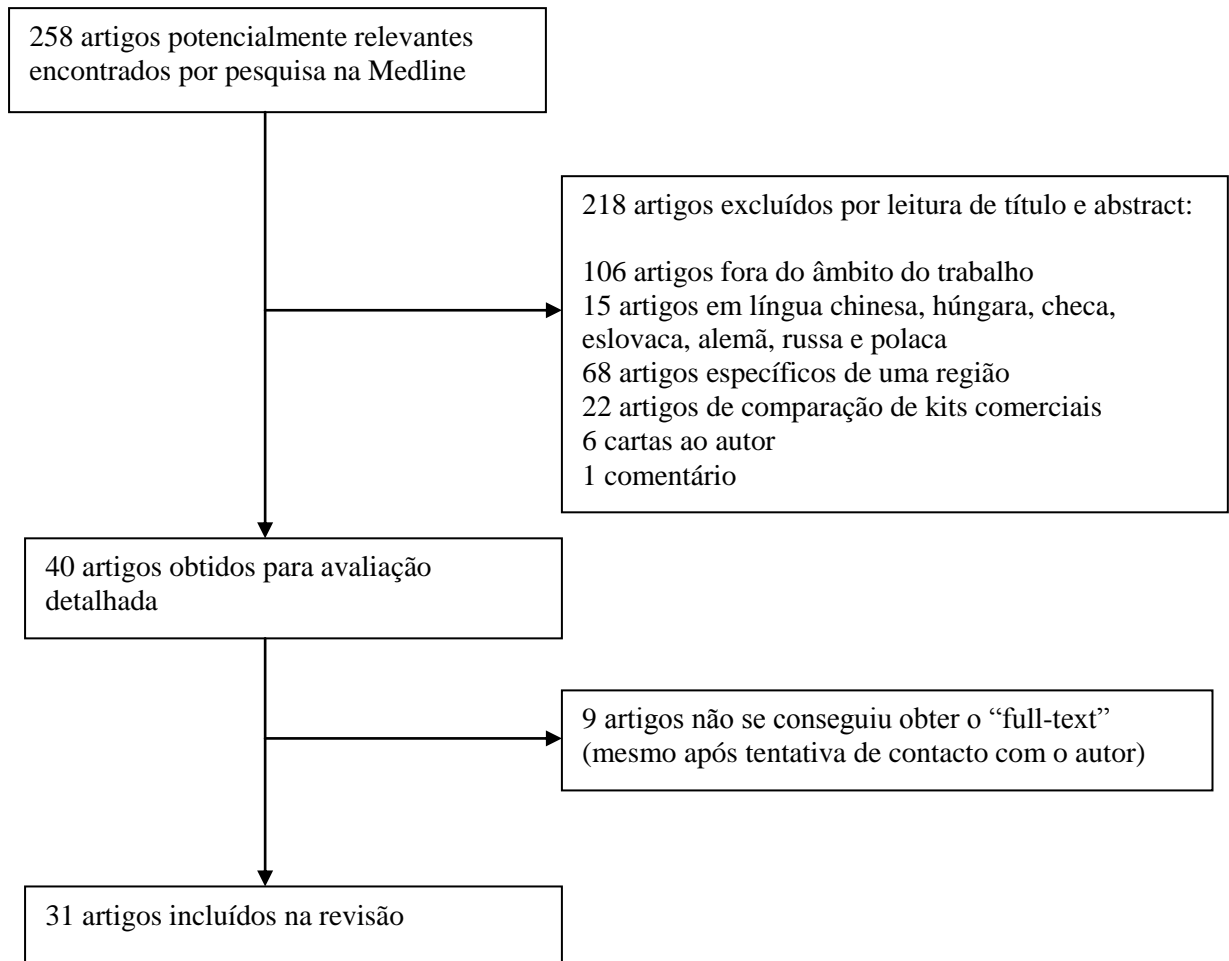 258 artigos potencialmente relevantes
encontrados por pesquisa na Medline
218 artigos excluídos por leitura de título e abstract:
106 artigos fora do âmbito do trabalho
15 artigos em língua chinesa, húngara, checa,
eslovaca, alemã, russa e polaca
68 artigos específicos de uma região
22 artigos de comparação de kits comerciais
6 cartas ao autor
1 comentário
40 artigos obtidos para avaliação
detalhada
9 artigos não se conseguiu obter o “full-text”
(mesmo após tentativa de contacto com o autor)
31 artigos incluídos na revisão